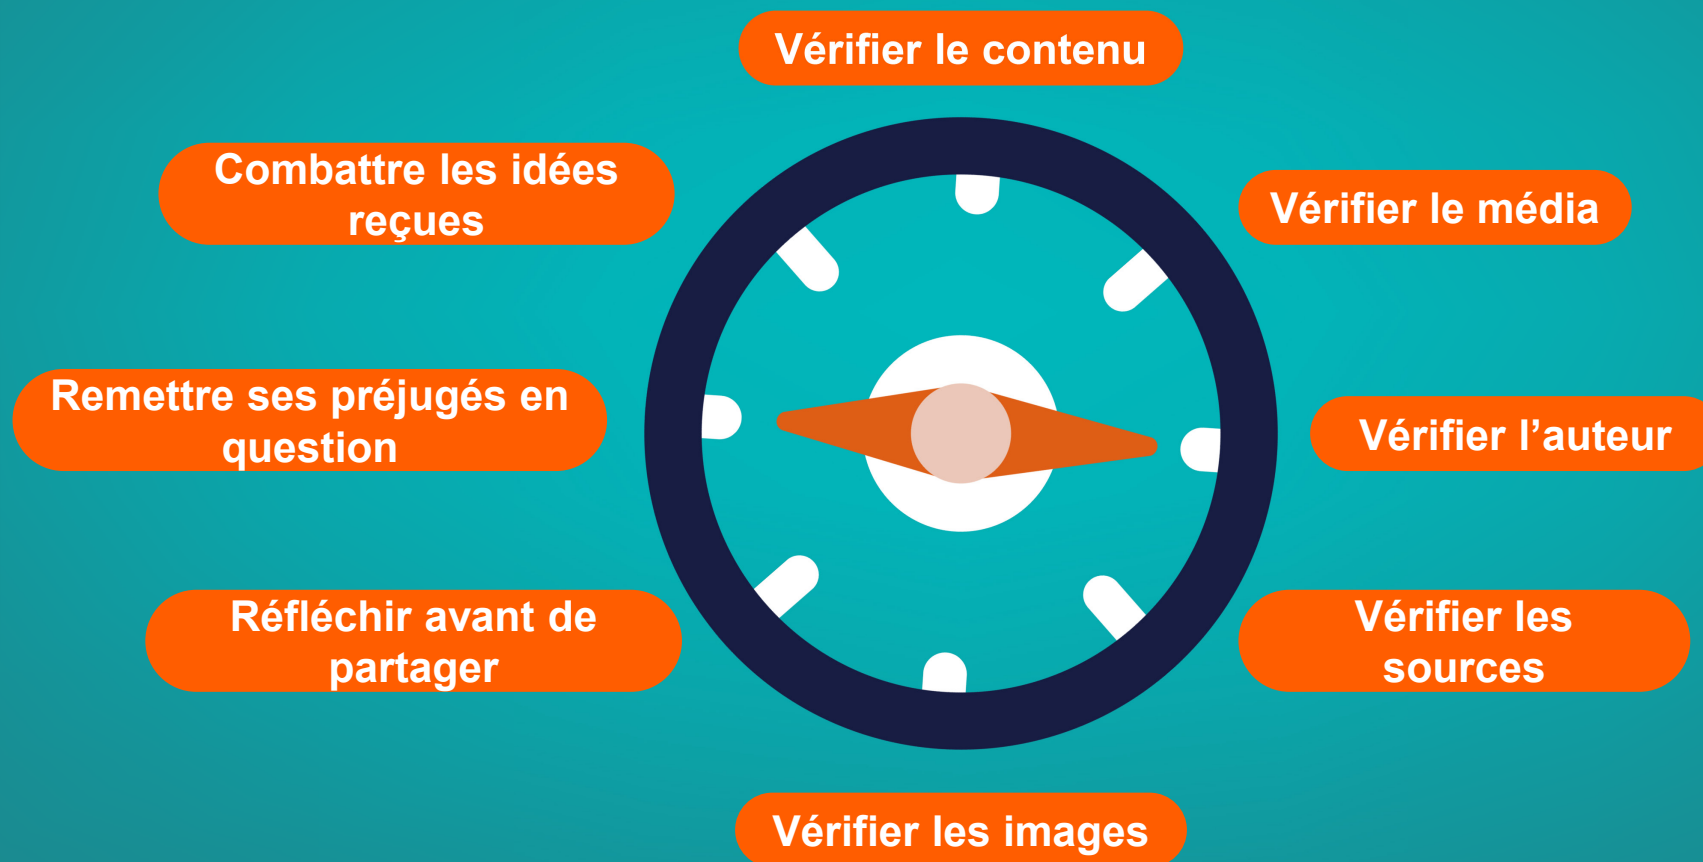 Vérifier le contenu
Combattre les idées
reçues
Vérifier le média
Remettre ses préjugés en
question
Vérifier l’auteur
Réfléchir avant de
partager
Vérifier les
sources
Vérifier les images